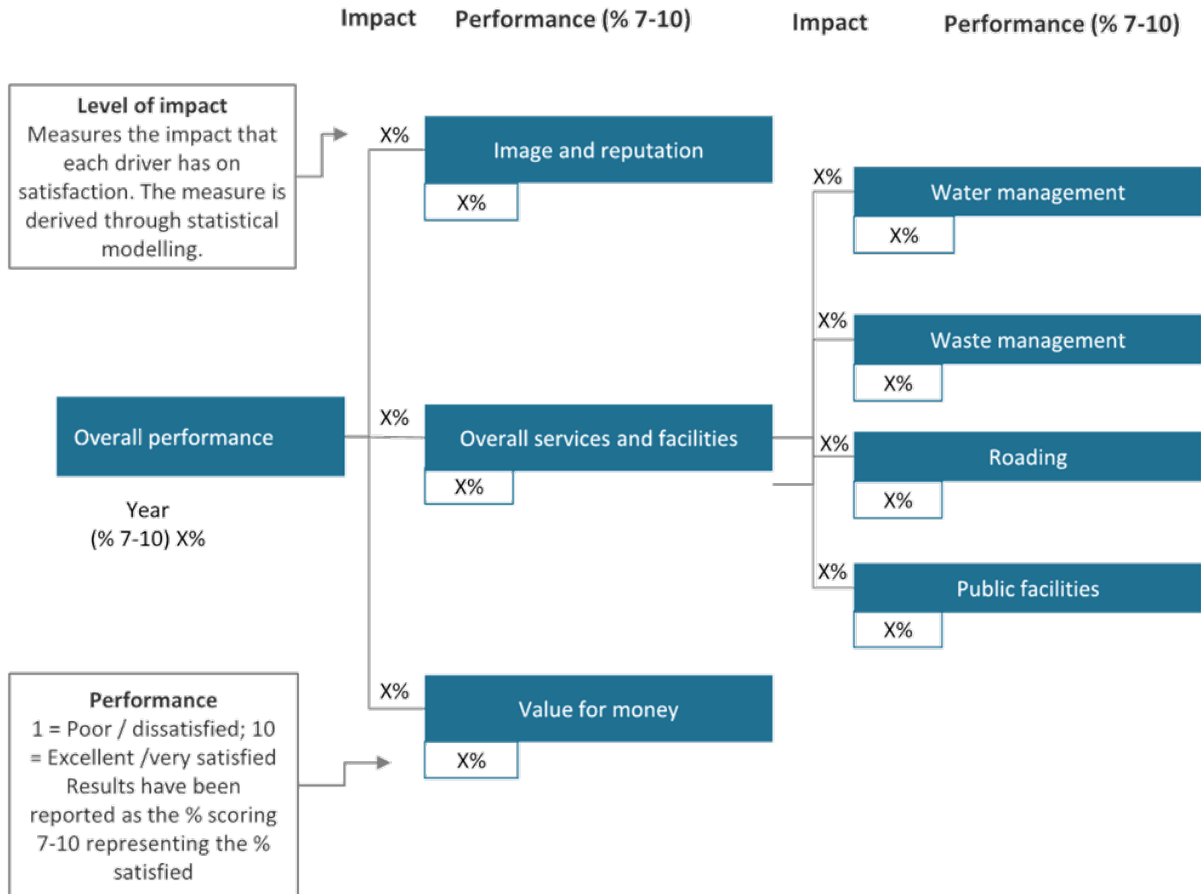 Impact
Performance (% 7-10)
Impact
Performance (% 7-10)
Level of impact
Measures the impact that
each driver has on
satisfaction. The measure is
derived through statistical
modelling.
X%
Image and reputation
X%
X%
Water management
X%
X%
Waste management
X%
Overall performance
X%
Overall services and facilities
X%
Year
(% 7-10) X%
X%
Roading
X%
X%
Public facilities
X%
Performance
1 = Poor / dissatisfied; 10
= Excellent /very satisfied
Results have been
reported as the % scoring
7-10 representing the %
satisfied
X%
Value for money
X%